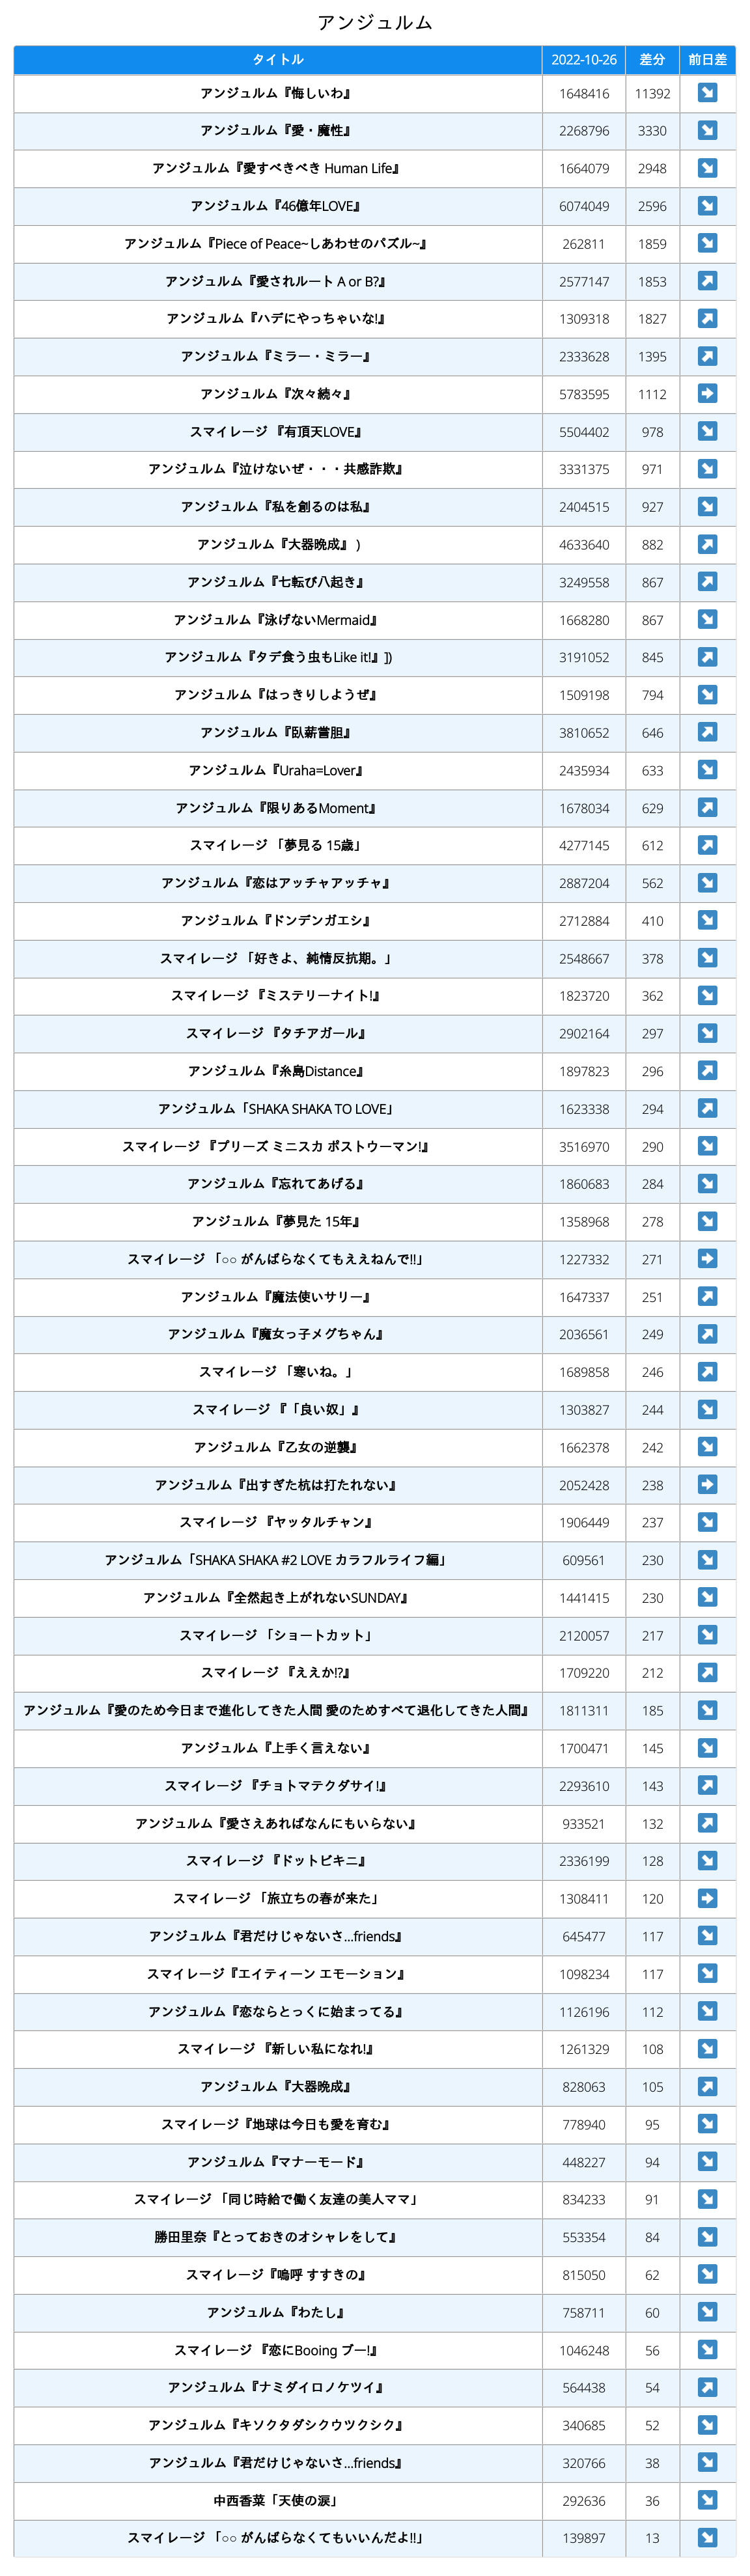 アンジュルム
タイトル 2022-10-26 差分 前日差
アンジュルム『悔しいわ』 1648416 11392
アンジュルム『愛・魔性』 2268796 3330
アンジュルム『愛すべきべき Human Life』 1664079 2948
アンジュルム『46億年LOVE』 6074049 2596
アンジュルム『Piece of Peace~しあわせのパズル~』 262811 1859
アンジュルム『愛されルート A or B?』 2577147 1853
アンジュルム『ハデにやっちゃいな!』 1309318 1827
アンジュルム『ミラー・ミラー』 2333628 1395
アンジュルム『次々続々』 5783595 1112
スマイレージ 『有頂天LOVE』 5504402 978
アンジュルム『泣けないぜ・・・共感詐欺』 3331375 971
アンジュルム『私を創るのは私』 2404515 927
アンジュルム『大器晩成』 ) 4633640 882
アンジュルム『七転び八起き』 3249558 867
アンジュルム『泳げないMermaid』 1668280 867
アンジュルム『タデ食う虫もLike it!』]) 3191052 845
アンジュルム『はっきりしようぜ』 1509198 794
アンジュルム『臥薪嘗胆』 3810652 646
アンジュルム『Uraha=Lover』 2435934 633
アンジュルム『限りあるMoment』 1678034 629
スマイレージ 「夢見る 15歳」 4277145 612
アンジュルム『恋はアッチャアッチャ』 2887204 562
アンジュルム『ドンデンガエシ』 2712884 410
スマイレージ 「好きよ、純情反抗期。」 2548667 378
スマイレージ 『ミステリーナイト!』 1823720 362
スマイレージ 『タチアガール』 2902164 297
アンジュルム『糸島Distance』 1897823 296
アンジュルム「SHAKA SHAKA TO LOVE」 1623338 294
スマイレージ 『プリーズ ミニスカ ポストウーマン!』 3516970 290
アンジュルム『忘れてあげる』 1860683 284
アンジュルム『夢見た 15年』 1358968 278
スマイレージ 「○○ がんばらなくてもええねんで!!」 1227332 271
アンジュルム『魔法使いサリー』 1647337 251
アンジュルム『魔女っ子メグちゃん』 2036561 249
スマイレージ 「寒いね。」 1689858 246
スマイレージ 『「良い奴」』 1303827 244
アンジュルム『乙女の逆襲』 1662378 242
アンジュルム『出すぎた杭は打たれない』 2052428 238
スマイレージ 『ヤッタルチャン』 1906449 237
アンジュルム「SHAKA SHAKA #2 LOVE カラフルライフ編」 609561 230
アンジュルム『全然起き上がれないSUNDAY』 1441415 230
スマイレージ 「ショートカット」 2120057 217
スマイレージ 『ええか!?』 1709220 212
アンジュルム『愛のため今日まで進化してきた人間 愛のためすべて退化してきた人間』 1811311 185
アンジュルム『上手く言えない』 1700471 145
スマイレージ 『チョトマテクダサイ!』 2293610 143
アンジュルム『愛さえあればなんにもいらない』 933521 132
スマイレージ 『ドットビキニ』 2336199 128
スマイレージ 「旅立ちの春が来た」 1308411 120
アンジュルム『君だけじゃないさ...friends』 645477 117
スマイレージ『エイティーン エモーション』 1098234 117
アンジュルム『恋ならとっくに始まってる』 1126196 112
スマイレージ 『新しい私になれ!』 1261329 108
アンジュルム『大器晩成』 828063 105
スマイレージ『地球は今日も愛を育む』 778940 95
アンジュルム『マナーモード』 448227 94
スマイレージ 「同じ時給で働く友達の美人ママ」 834233 91
勝田里奈『とっておきのオシャレをして』 553354 84
スマイレージ『嗚呼 すすきの』 815050 62
アンジュルム『わたし』 758711 60
スマイレージ 『恋にBooing ブー!』 1046248 56
アンジュルム『ナミダイロノケツイ』 564438 54
アンジュルム『キソクタダシクウツクシク』 340685 52
アンジュルム『君だけじゃないさ...friends』 320766 38
中西香菜「天使の涙」 292636 36
スマイレージ 「○○ がんばらなくてもいいんだよ!!」 139897 13